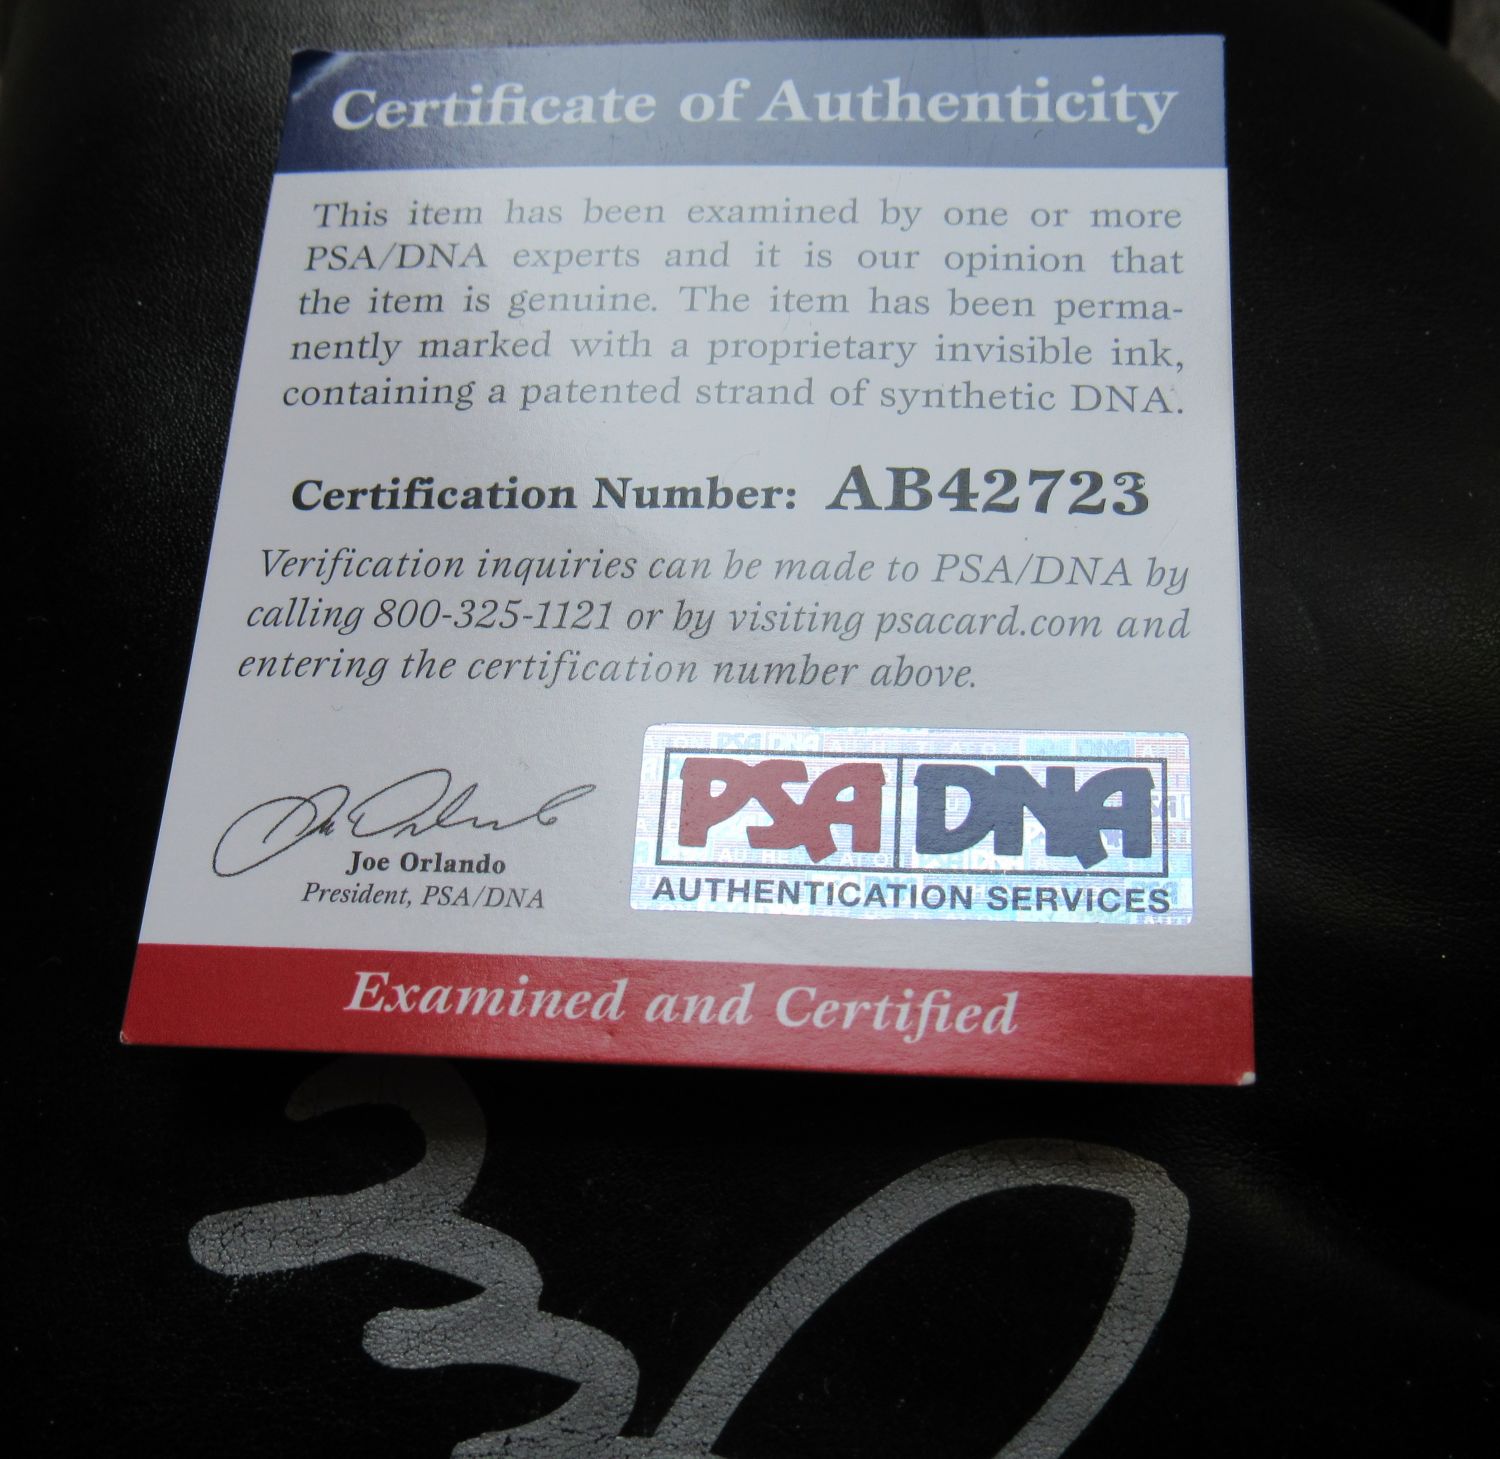 Certificate of Authenticity
This item has been examined by one or more
PSA/DNA experts and it is our opinion that
the item is genuine. The item has been perma-
nently marked with a proprietary invisible ink,
containing a patented strand of synthetic DNA.
Certification Number: AB42723
Verification inquiries can be made to PSA/DNA by
calling 800-325-1121 or by visiting psacard.com and
entering the certification number above.
Joe Orlando
President, PSA/DNA
PSA DNA
AUTHENTICATION SERVICES
Examined and Certified